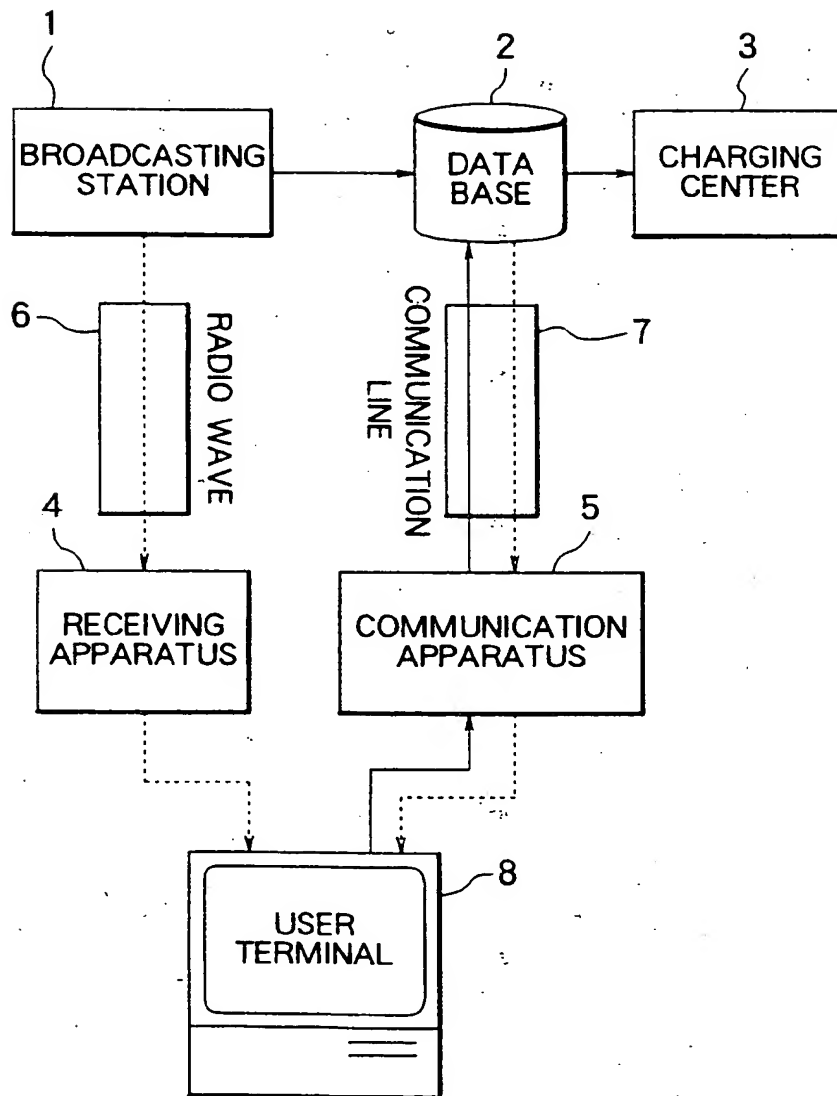 1
2
3
BROADCASTING
STATION
DATA
BASE
CHARGING
CENTER
6
RADIO WAVE
COMMUNICATION
LINE
7
4
5
RECEIVING
APPARATUS
COMMUNICATION
APPARATUS
8
USER
TERMINAL